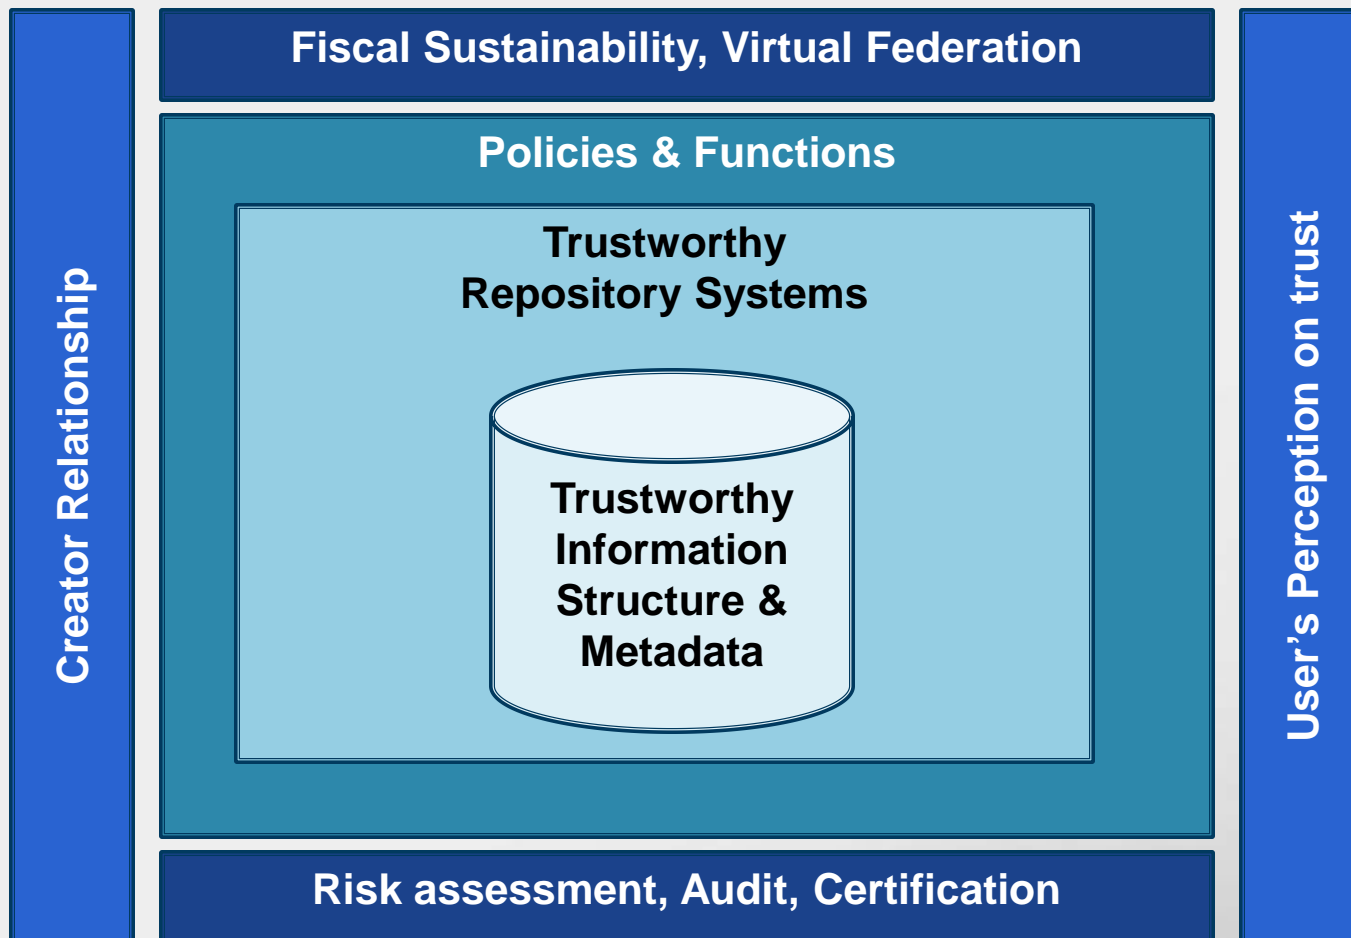 Fiscal Sustainability, Virtual Federation
Creator Relationship
Policies & Functions
Trustworthy
Repository Systems
Trustworthy
Information
Structure &
Metadata
User’s Perception on trust
Risk assessment, Audit, Certification